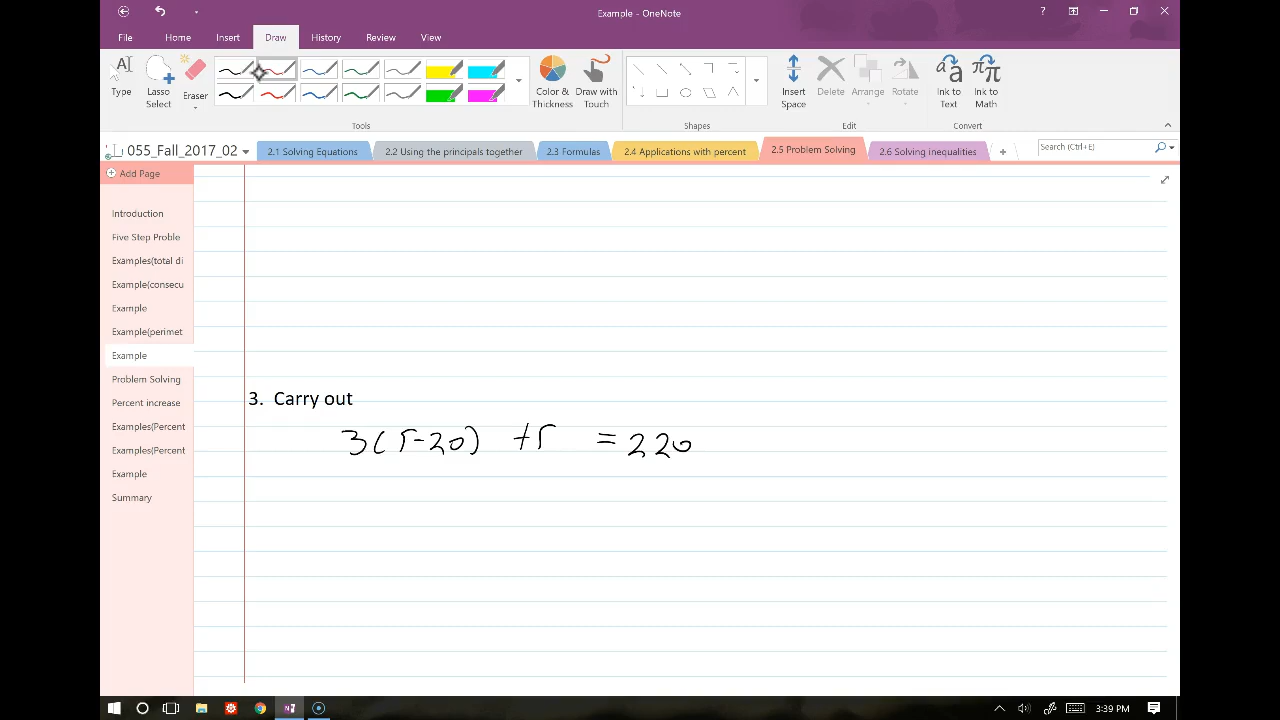 Example - OneNote
?
File Home Insert Draw History Review View
Type
Lasso Select
Eraser
Color & Thickness
Draw with Touch
Insert Space
Delete
Arrange
Rotate
Ink to Text
Ink to Math
Tools Shapes Edit Convert
055_Fall_2017_02 2.1 Solving Equations 2.2 Using the principals together 2.3 Formulas 2.4 Applications with percent 2.5 Problem Solving 2.6 Solving inequalities + Search (Ctrl+E)
Add Page
Introduction
Five Step Proble
Examples(total di
Example(consecu
Example
Example(perimet
Example
Problem Solving
Percent increase
Examples(Percent
Examples(Percent
Example
Summary
3. Carry out
3(r-20) +r = 220
3:39 PM